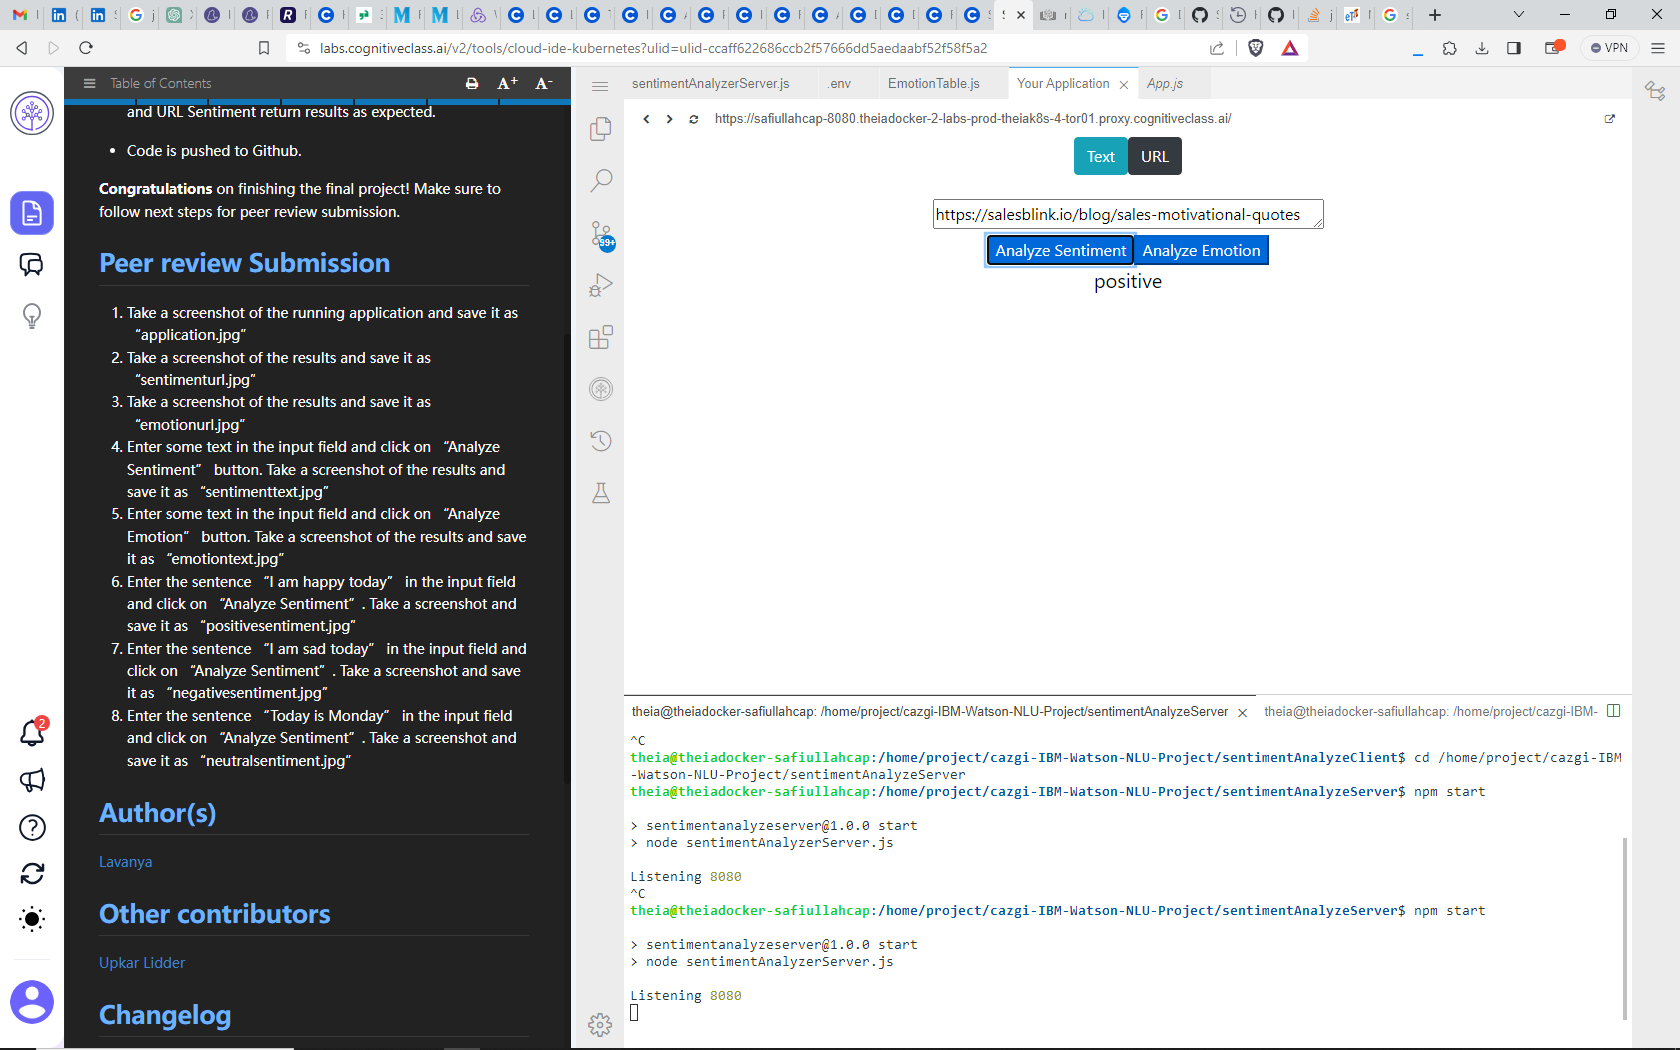 labs.cognitiveclass.ai/v2/tools/cloud-ide-kubernetes?ulid=ulid-ccaff622686ccb2f57666dd5aedaabf52f58f5a2
VPN
Table of Contents
A+
A-
and URL Sentiment return results as expected.
• Code is pushed to Github.
Congratulations on finishing the final project! Make sure to
follow next steps for peer review submission.
Peer review Submission
1. Take a screenshot of the running application and save it as
“application.jpg”
2. Take a screenshot of the results and save it as
“sentimenturl.jpg”
3. Take a screenshot of the results and save it as
“emotionurl.jpg”
4. Enter some text in the input field and click on “Analyze
Sentiment” button. Take a screenshot of the results and
save it as “sentimenttext.jpg”
5. Enter some text in the input field and click on “Analyze
Emotion” button. Take a screenshot of the results and save
it as “emotiontext.jpg”
6. Enter the sentence “I am happy today” in the input field
and click on “Analyze Sentiment”. Take a screenshot and
save it as “positivesentiment.jpg”
7. Enter the sentence “I am sad today” in the input field and
click on “Analyze Sentiment”. Take a screenshot and save
it as “negativesentiment.jpg”
8. Enter the sentence “Today is Monday” in the input field
and click on “Analyze Sentiment”. Take a screenshot and
save it as “neutralsentiment.jpg”
Author(s)
Lavanya
Other contributors
Upkar Lidder
Changelog
2
39+
sentimentAnalyzerServer.js
.env
EmotionTable.js
Your Application
App.js
https://safiullahcap-8080.theiadocker-2-labs-prod-theiak8s-4-tor01.proxy.cognitiveclass.ai/
Text
URL
https://salesblink.io/blog/sales-motivational-quotes
Analyze Sentiment
Analyze Emotion
positive
theia@theiadocker-safiullahcap: /home/project/cazgi-IBM-Watson-NLU-Project/sentimentAnalyzeServer
theia@theiadocker-safiullahcap: /home/project/cazgi-IBM-
^C
theia@theiadocker-safiullahcap:/home/project/cazgi-IBM-Watson-NLU-Project/sentimentAnalyzeClient$ cd /home/project/cazgi-IBM
-Watson-NLU-Project/sentimentAnalyzeServer
theia@theiadocker-safiullahcap:/home/project/cazgi-IBM-Watson-NLU-Project/sentimentAnalyzeServer$ npm start
> sentimentanalyzeserver@1.0.0 start
> node sentimentAnalyzerServer.js
Listening 8080
^C
theia@theiadocker-safiullahcap:/home/project/cazgi-IBM-Watson-NLU-Project/sentimentAnalyzeServer$ npm start
> sentimentanalyzeserver@1.0.0 start
> node sentimentAnalyzerServer.js
Listening 8080